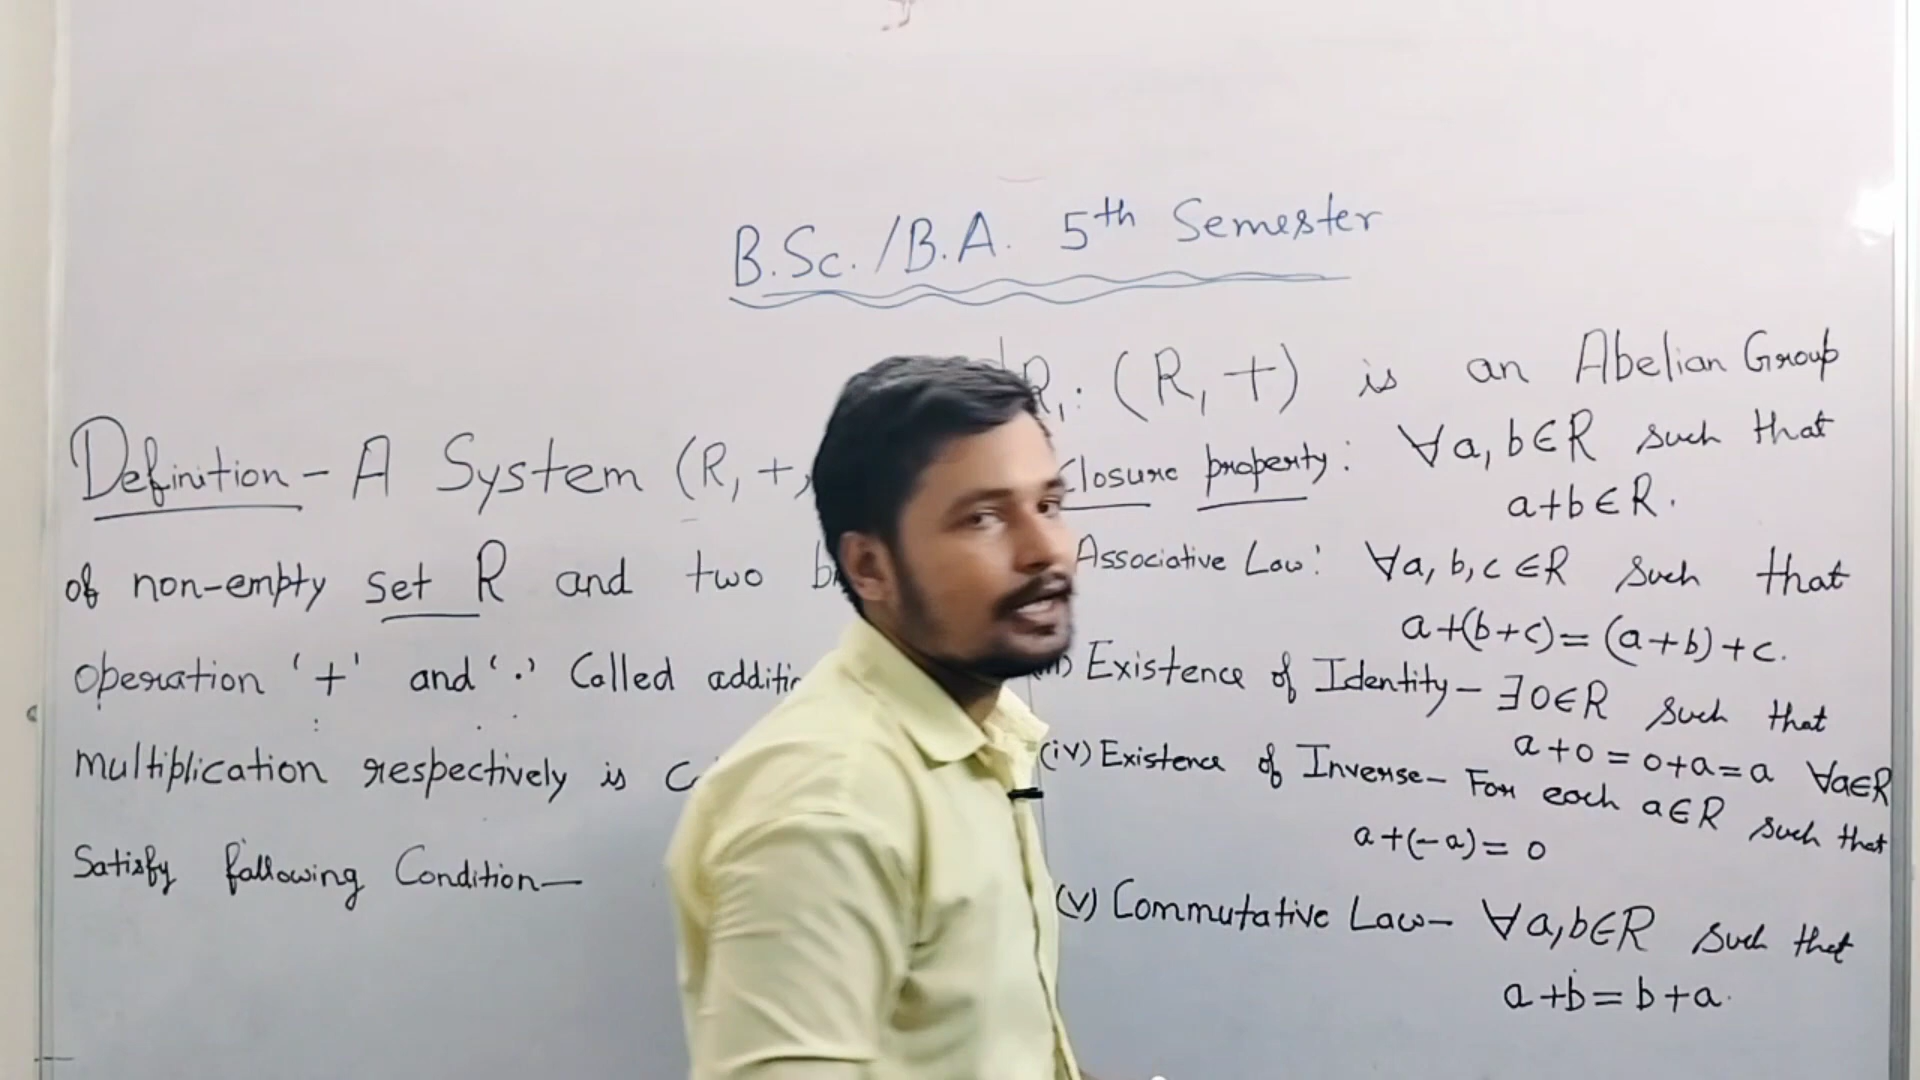 B.Sc./B.A. 5th Semester
Definition - A System (R, +,
of non-empty set R and two
operation '+' and '.' Called
multiplication respectively is
Satisfy following Condition—
R₁: (R, +) is an Abelian Group
Closure property: ∀a, b∈R such that
a+b∈R.
Associative Law: ∀a, b, c ∈R such that
a+(b+c)=(a+b)+c.
Existence of Identity- ∃0∈R such that
a+0=0+a=a ∀a∈R
(iv) Existence of Inverse- For each a∈R such that
a+(-a)=0
(v) Commutative Law- ∀a,b∈R such that
a+b=b+a.